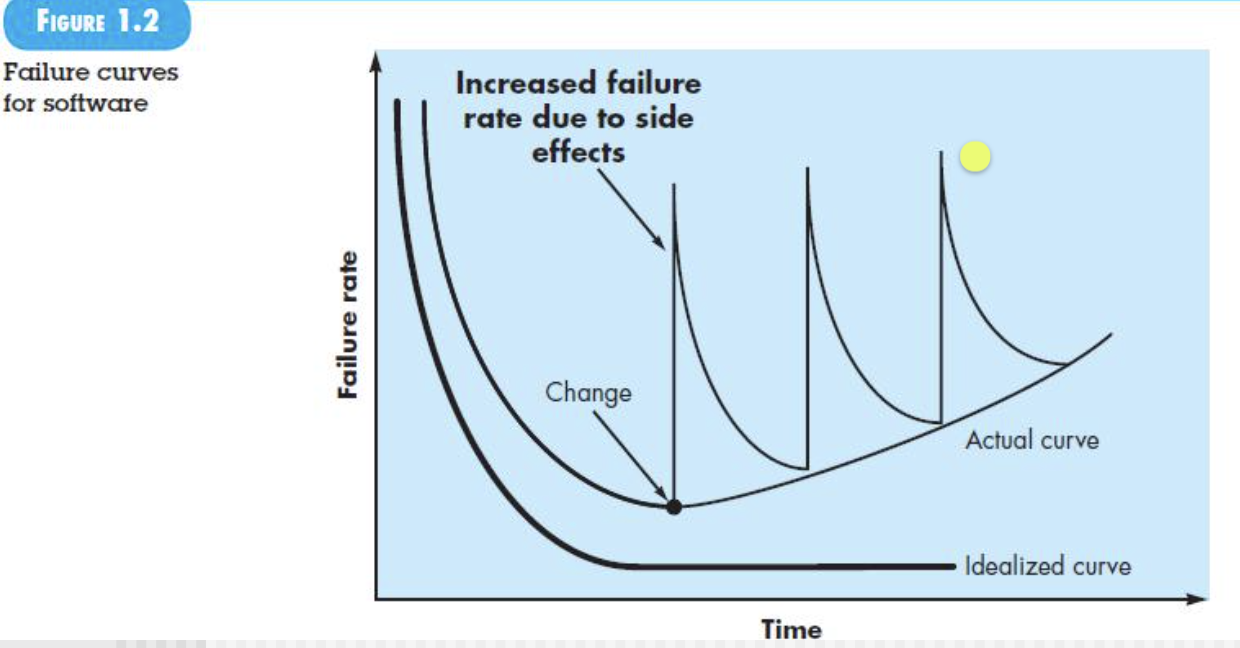 FIGURE 1.2
Failure curves
for software
Increased failure
rate due to side
effects
Failure rate
Change
Actual curve
Idealized curve
Time